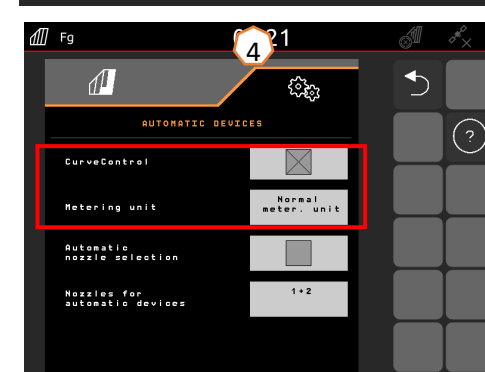 Fg
21
4
AUTOMATIC DEVICES
CurveControl
Metering unit
Normal
meter. unit
Automatic
nozzle selection
Nozzles for
automatic devices
1+2
?